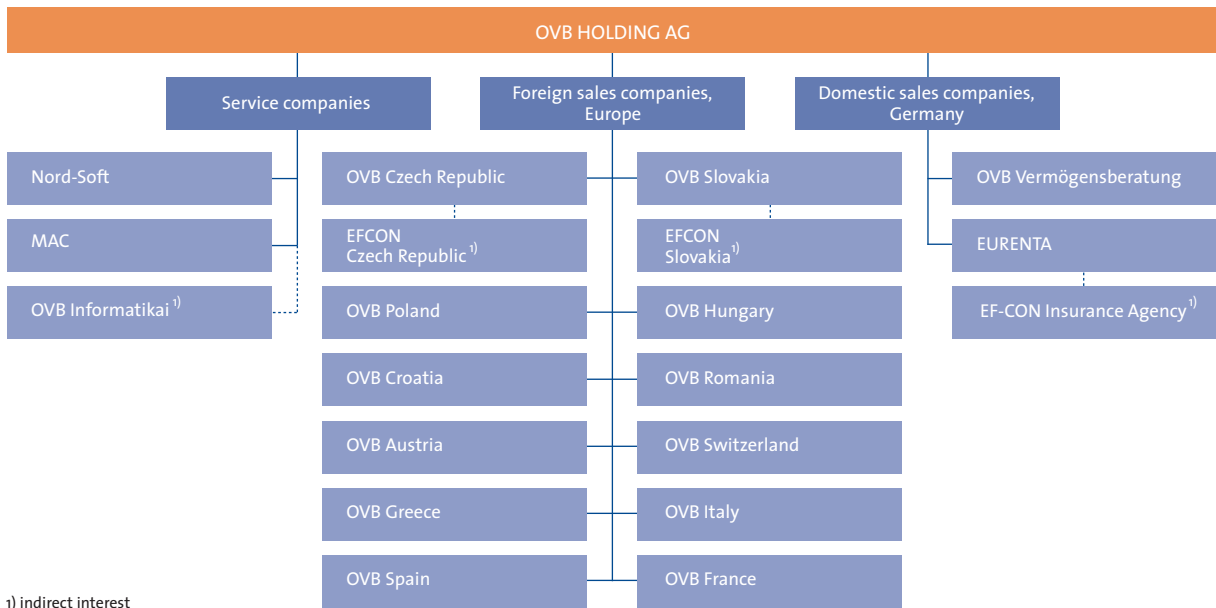 OVB HOLDING AG
Service companies
Foreign sales companies,
Europe
Domestic sales companies,
Germany
Nord-Soft
OVB Czech Republic
OVB Slovakia
OVB Vermögensberatung
MAC
EFCON
Czech Republic 1)
EFCON
Slovakia 1)
EURENTA
OVB Informatikai 1)
OVB Poland
OVB Hungary
EF-CON Insurance Agency 1)
OVB Croatia
OVB Romania
OVB Austria
OVB Switzerland
OVB Greece
OVB Italy
OVB Spain
OVB France
1) indirect interest